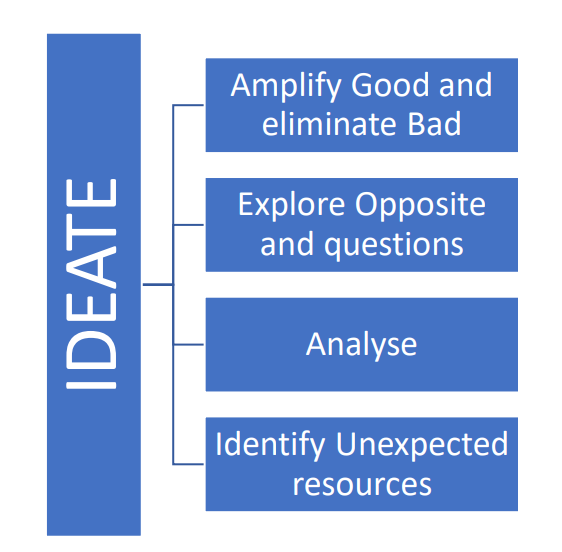 IDEATE
Amplify Good and
eliminate Bad
Explore Opposite
and questions
Analyse
Identify Unexpected
resources